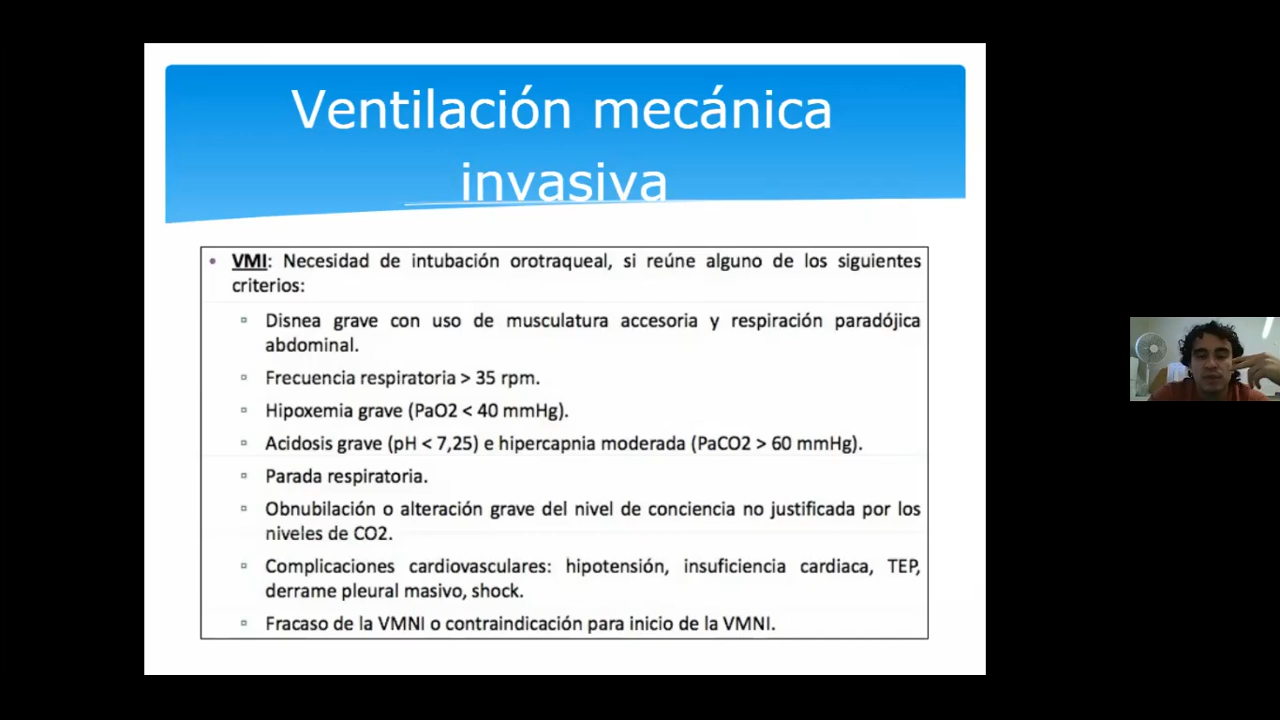 Ventilación mecánica
invasiva
• VMI: Necesidad de intubación orotraqueal, si reúne alguno de los siguientes
criterios:
▫ Disnea grave con uso de musculatura accesoria y respiración paradójica
abdominal.
▫ Frecuencia respiratoria > 35 rpm.
▫ Hipoxemia grave (PaO2 < 40 mmHg).
▫ Acidosis grave (pH < 7,25) e hipercapnia moderada (PaCO2 > 60 mmHg).
▫ Parada respiratoria.
▫ Obnubilación o alteración grave del nivel de conciencia no justificada por los
niveles de CO2.
▫ Complicaciones cardiovasculares: hipotensión, insuficiencia cardiaca, TEP,
derrame pleural masivo, shock.
▫ Fracaso de la VMNI o contraindicación para inicio de la VMNI.